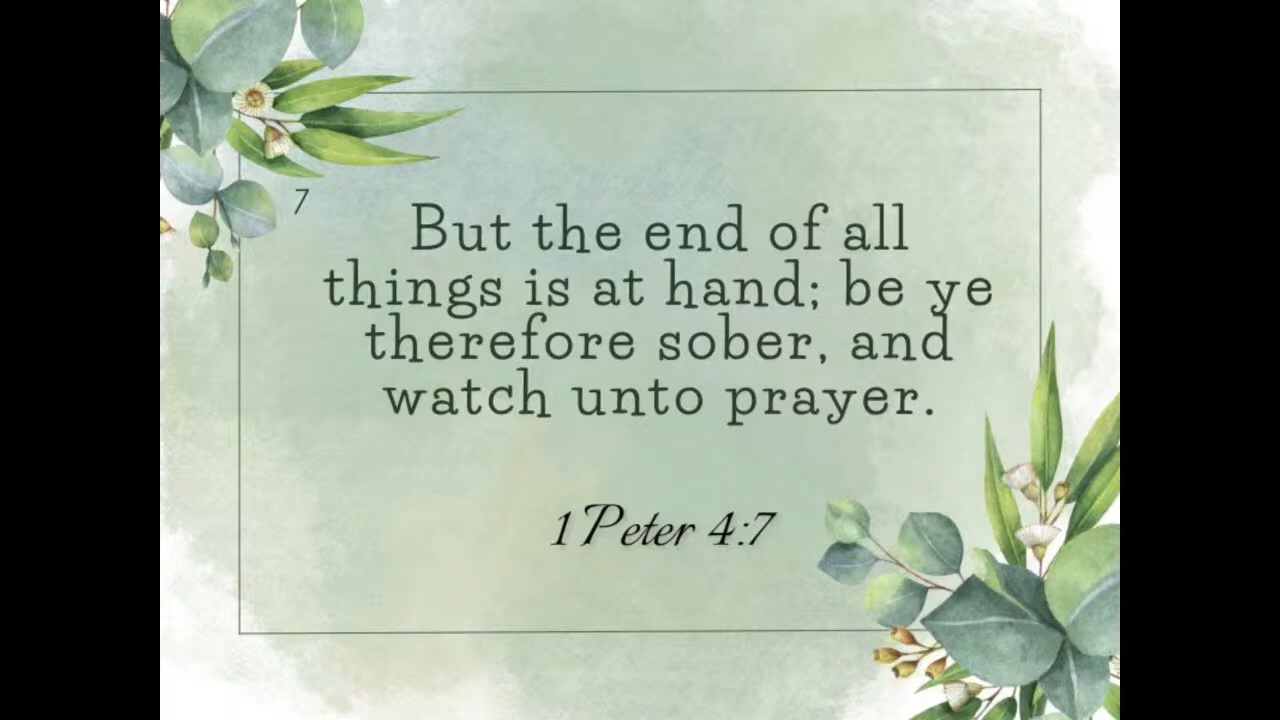 7
But the end of all
things is at hand; be ye
therefore sober, and
watch unto prayer.
1 Peter 4:7